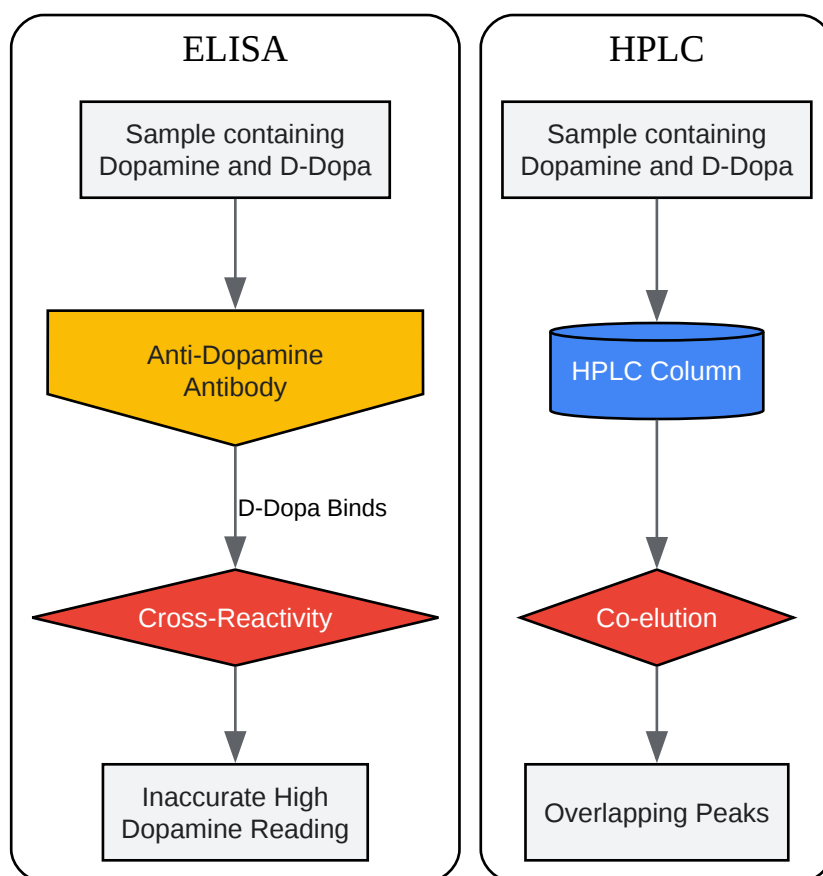 ELISA
Sample containing
Dopamine and D-Dopa
Anti-Dopamine
Antibody
D-Dopa Binds
Cross-Reactivity
Inaccurate High
Dopamine Reading
HPLC
Sample containing
Dopamine and D-Dopa
HPLC Column
Co-elution
Overlapping Peaks